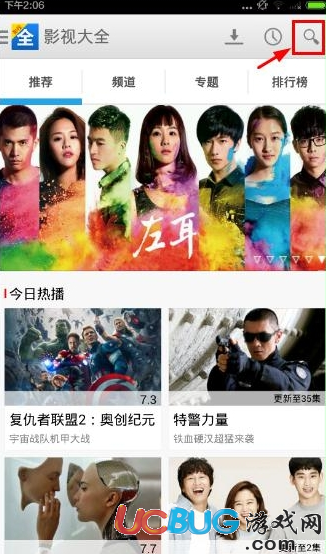 下午2:06
全 影视大全
推荐 频道 专题 排行榜
左耳
今日热播
7.3
更新至35集
复仇者联盟2：奥创纪元 特警力量
宇宙战队机甲大战 铁血硬汉超猛来袭
7.1 更新至2集
UCBUG游戏网
.com